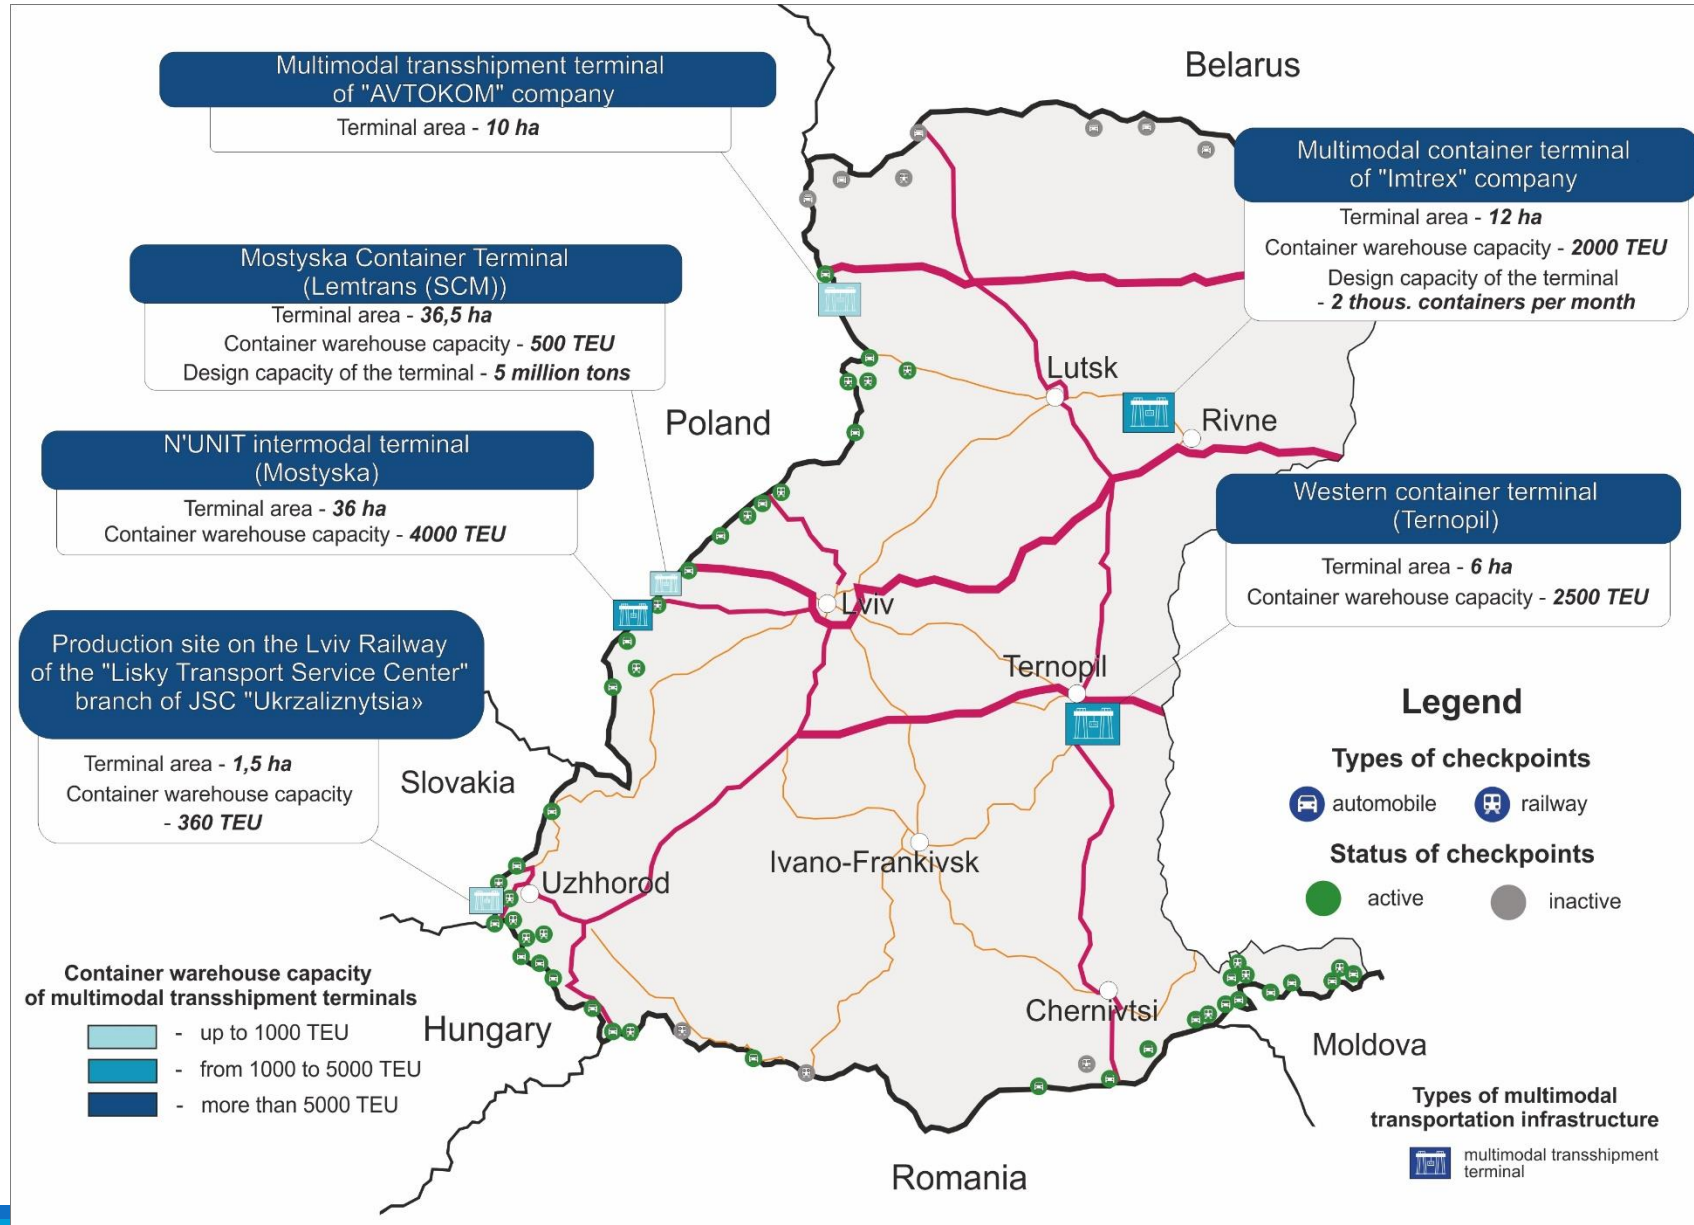 Multimodal transshipment terminal
of "AVTOKOM" company
Terminal area - 10 ha
Belarus
Multimodal container terminal
of "Imtrex" company
Terminal area - 12 ha
Container warehouse capacity - 2000 TEU
Design capacity of the terminal
- 2 thous. containers per month
Mostyska Container Terminal
(Lemtrans (SCM))
Terminal area - 36,5 ha
Container warehouse capacity - 500 TEU
Design capacity of the terminal - 5 million tons
Lutsk
Poland
Rivne
N'UNIT intermodal terminal
(Mostyska)
Terminal area - 36 ha
Container warehouse capacity - 4000 TEU
Western container terminal
(Ternopil)
Terminal area - 6 ha
Container warehouse capacity - 2500 TEU
Lviv
Production site on the Lviv Railway
of the "Lisky Transport Service Center"
branch of JSC "Ukrzaliznytsia»
Terminal area - 1,5 ha
Container warehouse capacity
- 360 TEU
Ternopil
Slovakia
Ivano-Frankivsk
Uzhhorod
Chernivtsi
Hungary
Moldova
Romania
Legend
Types of checkpoints
automobile
railway
Status of checkpoints
active
inactive
Container warehouse capacity
of multimodal transshipment terminals
- up to 1000 TEU
- from 1000 to 5000 TEU
- more than 5000 TEU
Types of multimodal
transportation infrastructure
multimodal transshipment
terminal